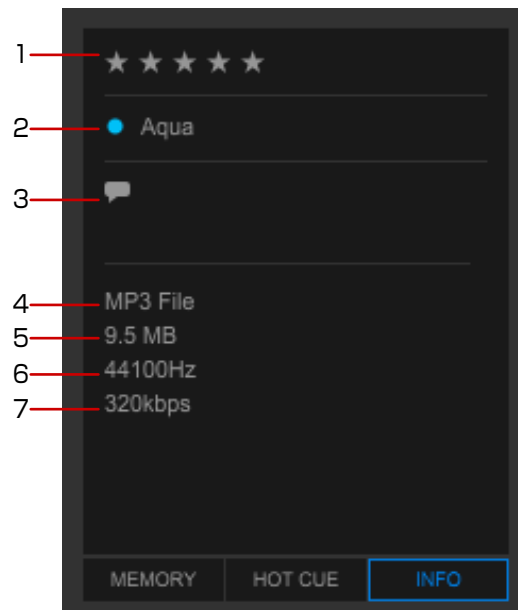 1
2 Aqua
3
4 MP3 File
5 9.5 MB
6 44100Hz
7 320kbps
MEMORY HOT CUE INFO